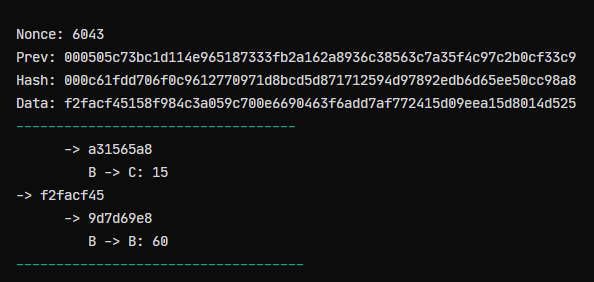 Nonce: 6043
Prev: 000505c73bc1d114e965187333fb2a162a8936c38563c7a35f4c97c2b0cf33c9
Hash: 000c61fdd706f0c9612770971d8bcd5d871712594d97892edb6d65ee50cc98a8
Data: f2facf45158f984c3a059c700e6690463f6add7af772415d09eea15d8014d525
-----------------------------------
-> a31565a8
B -> C: 15
-> f2facf45
-> 9d7d69e8
B -> B: 60
------------------------------------